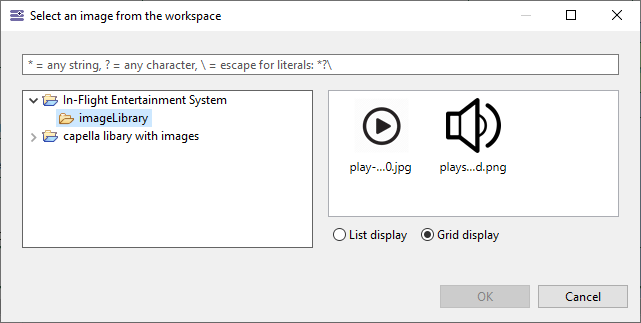 Select an image from the workspace
* = any string, ? = any character, \ = escape for literals: *?\
In-Flight Entertainment System
imageLibrary
capella libary with images
play-...0.jpg
plays...d.png
List display
Grid display
OK
Cancel